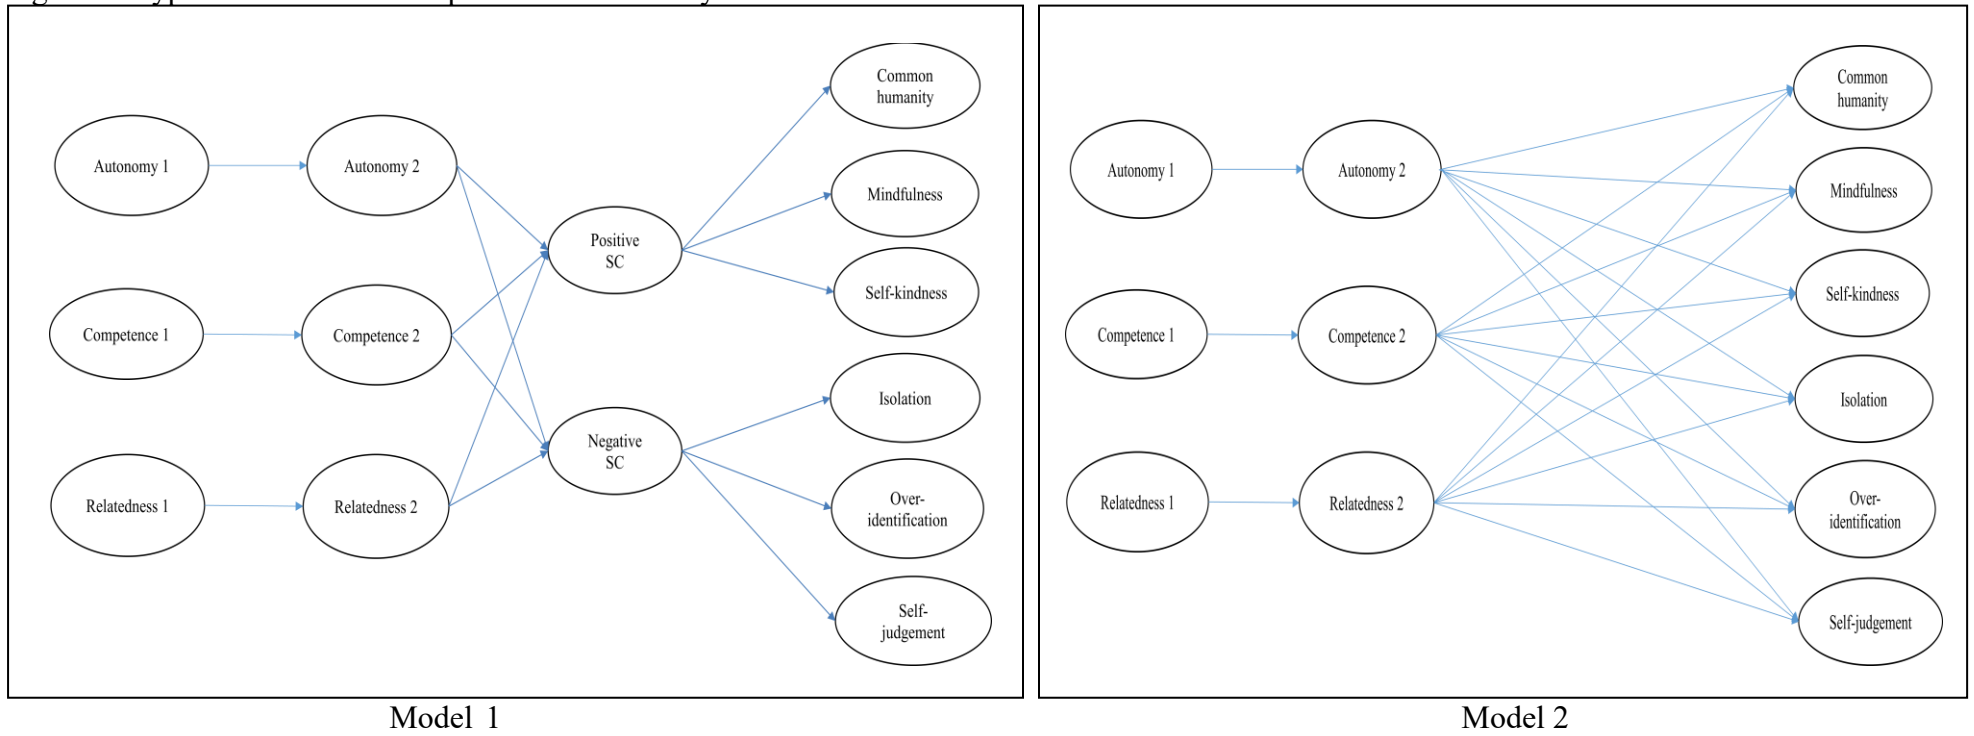 Common
humanity
Autonomy 1
Autonomy 2
Mindfulness
Positive
SC
Self-kindness
Competence 1
Competence 2
Isolation
Negative
SC
Relatedness 1
Relatedness 2
Over-
identification
Self-
judgement
Model 1
Common
humanity
Autonomy 1
Autonomy 2
Mindfulness
Self-kindness
Competence 1
Competence 2
Isolation
Relatedness 1
Relatedness 2
Over-
identification
Self-judgement
Model 2